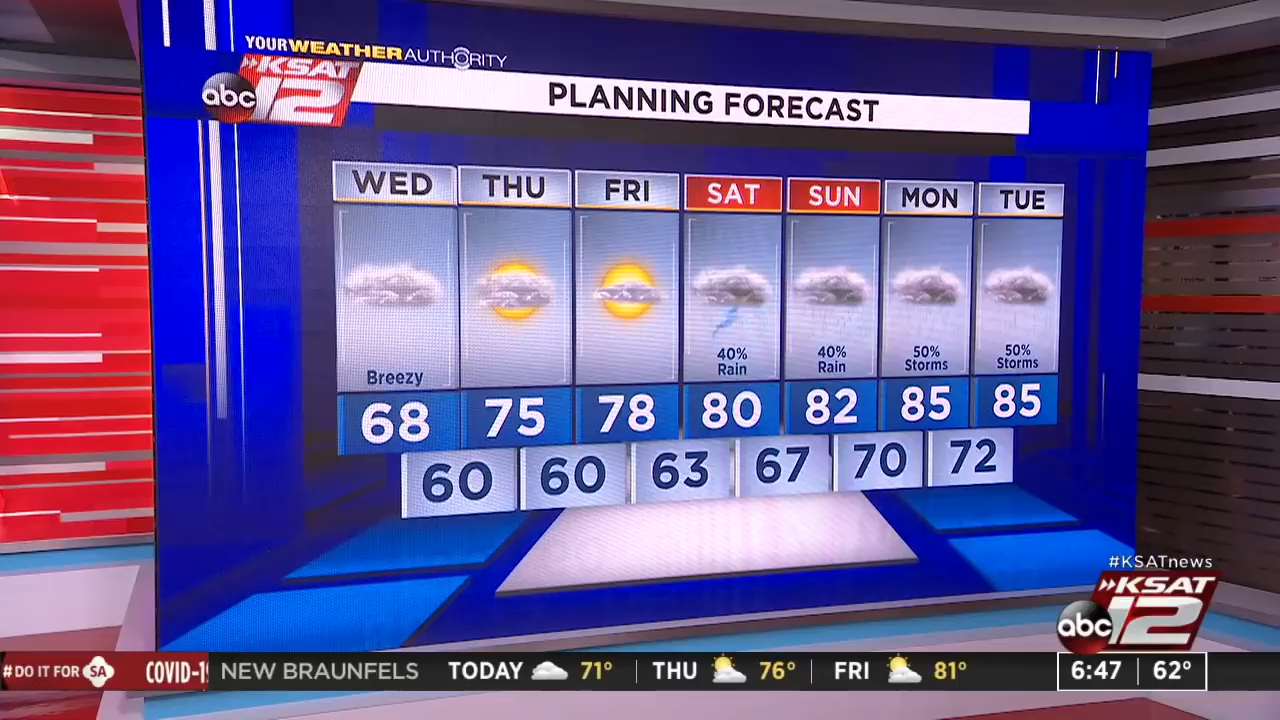 YOUR WEATHER AUTHORITY
KSAT
abc 12
PLANNING FORECAST
WED THU FRI SAT SUN MON TUE
40% 40% 50% 50%
Breezy Rain Rain Storms Storms
68 75 78 80 82 85 85
60 60 63 67 70 72
#KSATnews
KSAT
abc 12
#DO IT FOR SA COVID-1 NEW BRAUNFELS TODAY 71° THU 76° FRI 81° 6:47 62°